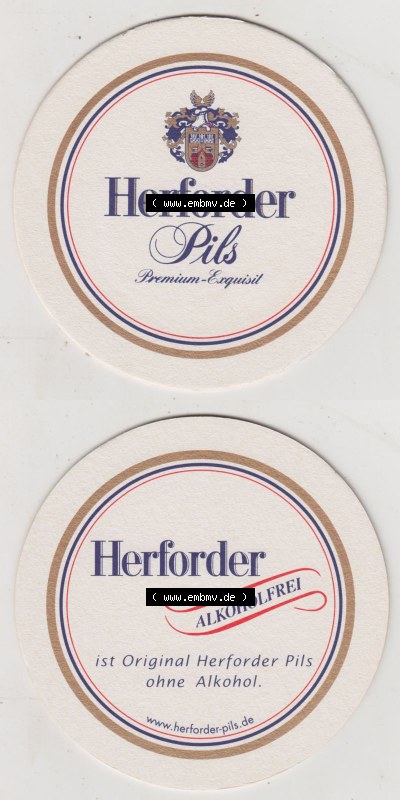 Herforder
( www.embmv.de )
Pils
Premium-Exquisit
Herforder
( www.embmv.de )
ALKOHOLFREI
ist Original Herforder Pils
ohne Alkohol.
www.herforder-pils.de